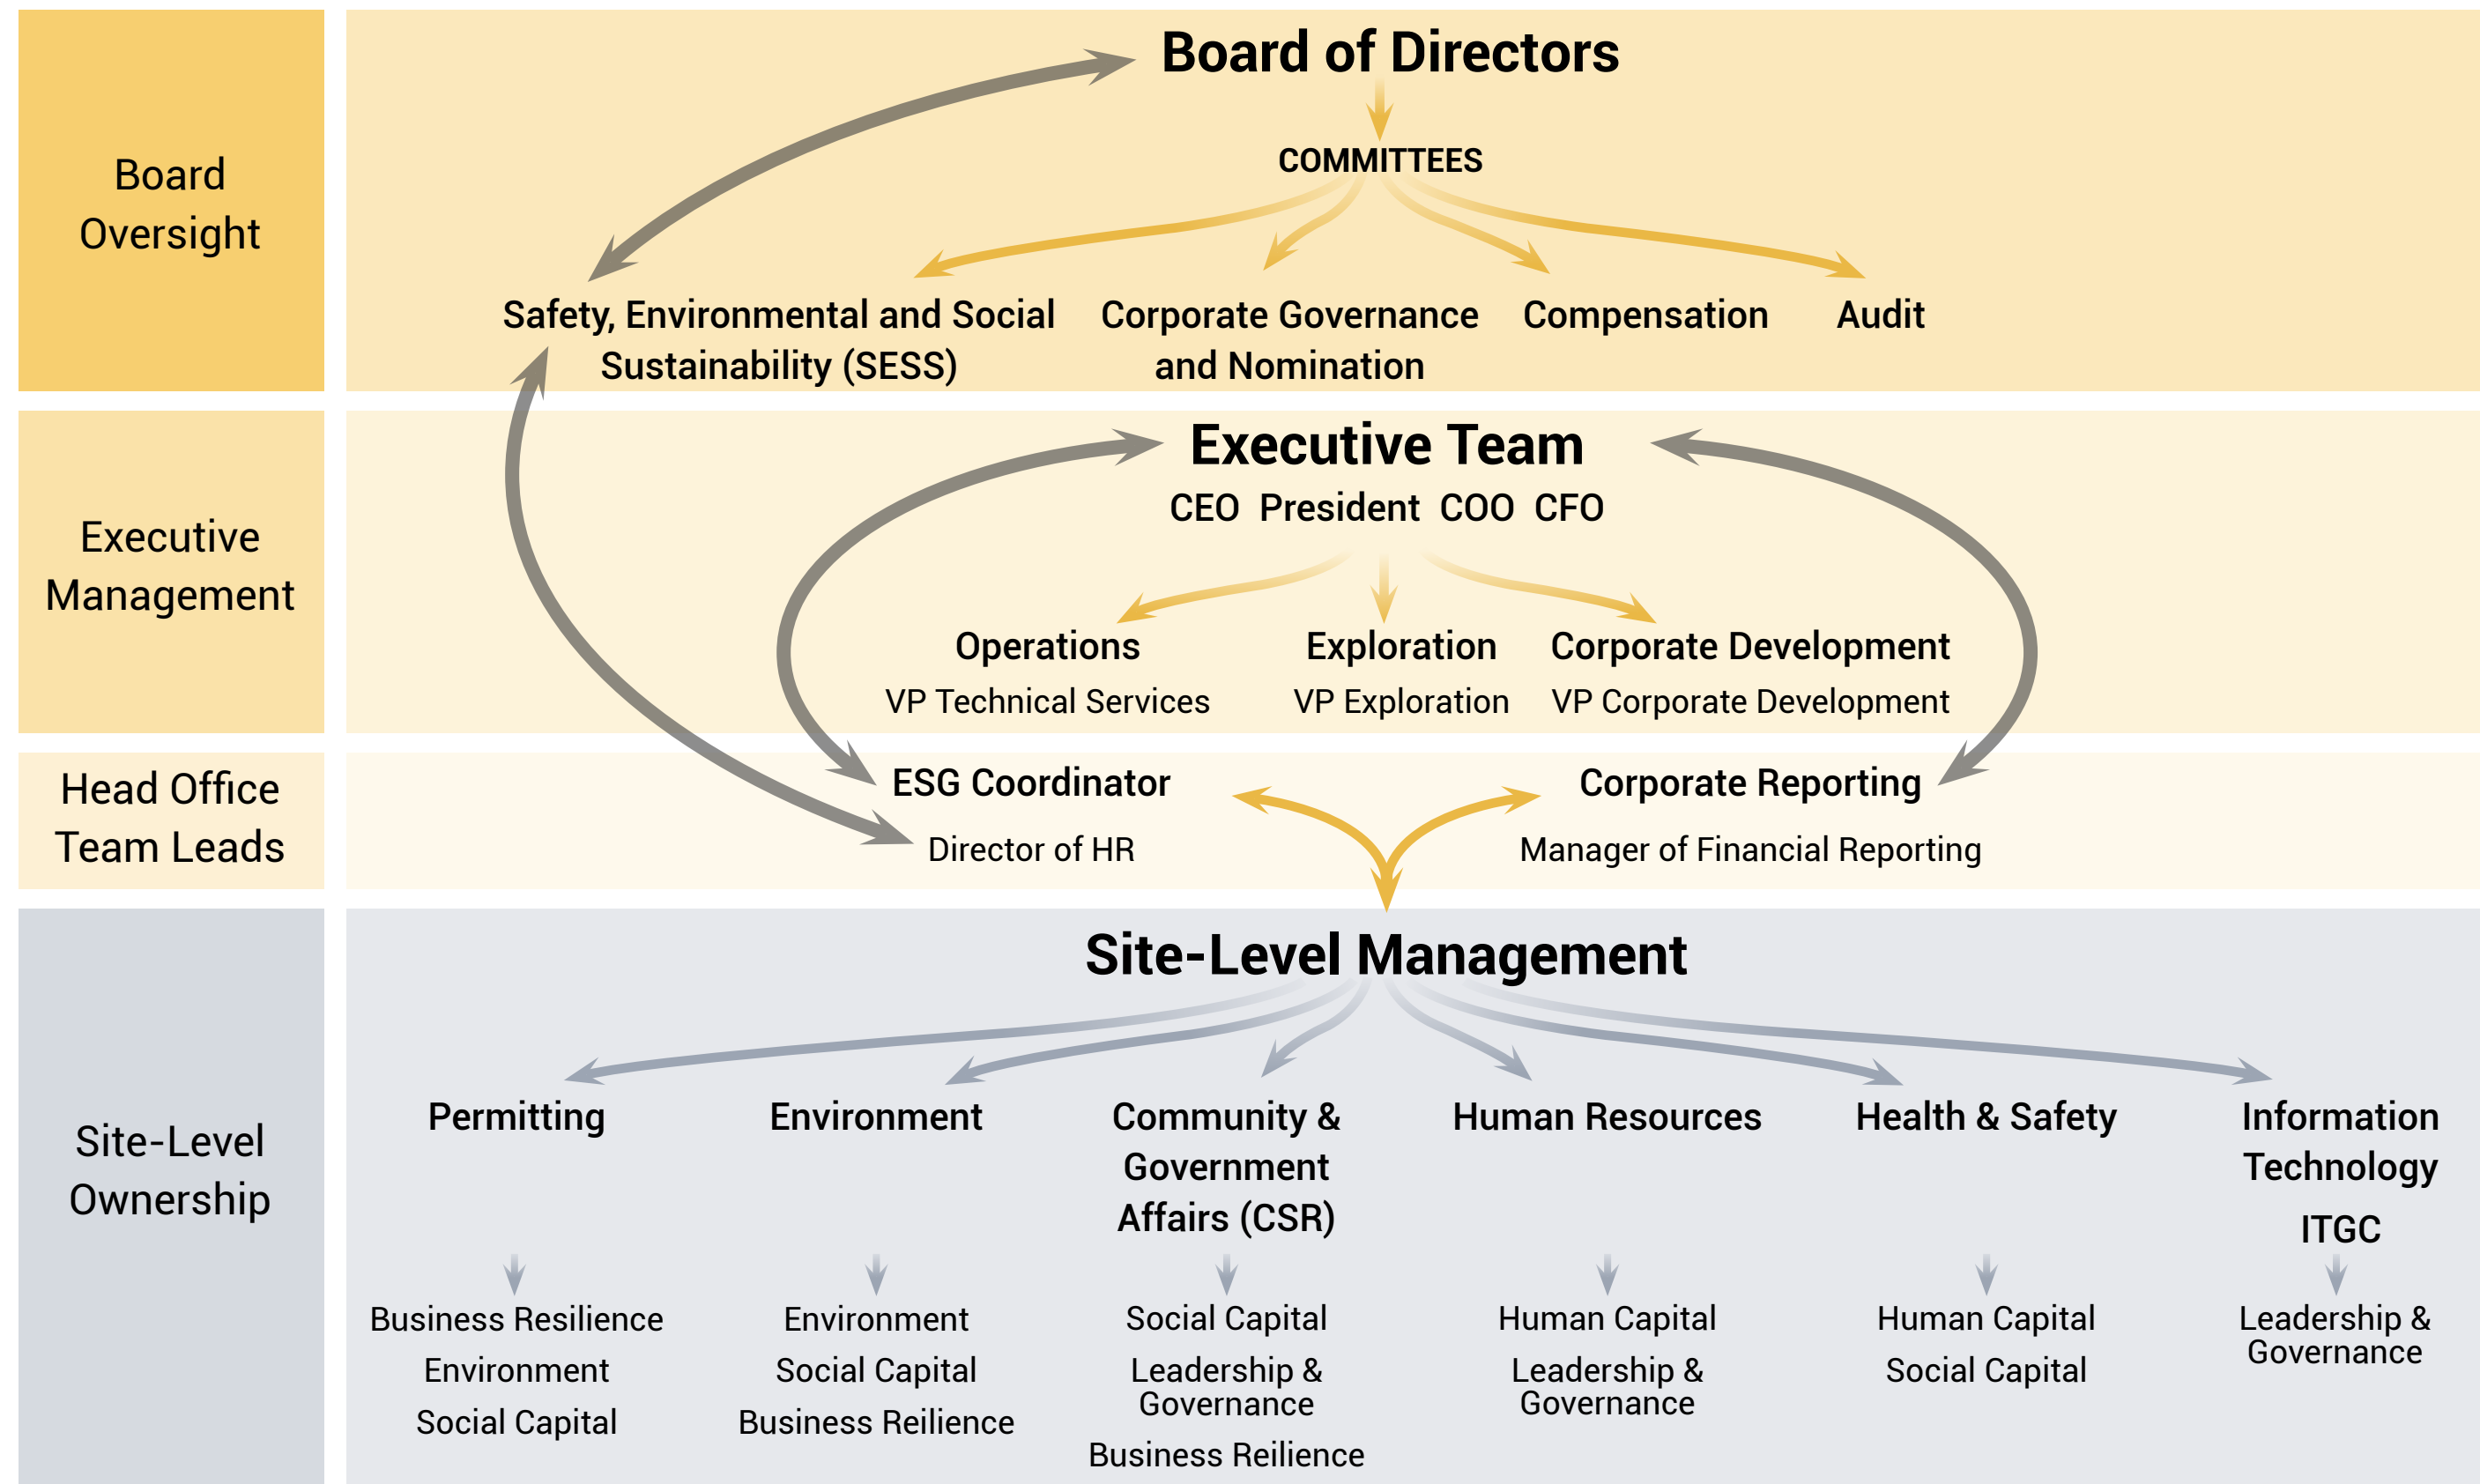 Board
Oversight
Board of Directors
COMMITTEES
Safety, Environmental and Social
Sustainability (SESS)
Corporate Governance
and Nomination
Compensation
Audit
Executive
Management
Executive Team
CEO President COO CFO
Operations
VP Technical Services
Exploration
VP Exploration
Corporate Development
VP Corporate Development
Head Office
Team Leads
ESG Coordinator
Director of HR
Corporate Reporting
Manager of Financial Reporting
Site-Level
Ownership
Site-Level Management
Permitting
Business Resilience
Environment
Social Capital
Environment
Environment
Social Capital
Business Reilience
Community &
Government
Affairs (CSR)
Social Capital
Leadership &
Governance
Business Reilience
Human Resources
Human Capital
Leadership &
Governance
Health & Safety
Human Capital
Social Capital
Information
Technology
ITGC
Leadership &
Governance